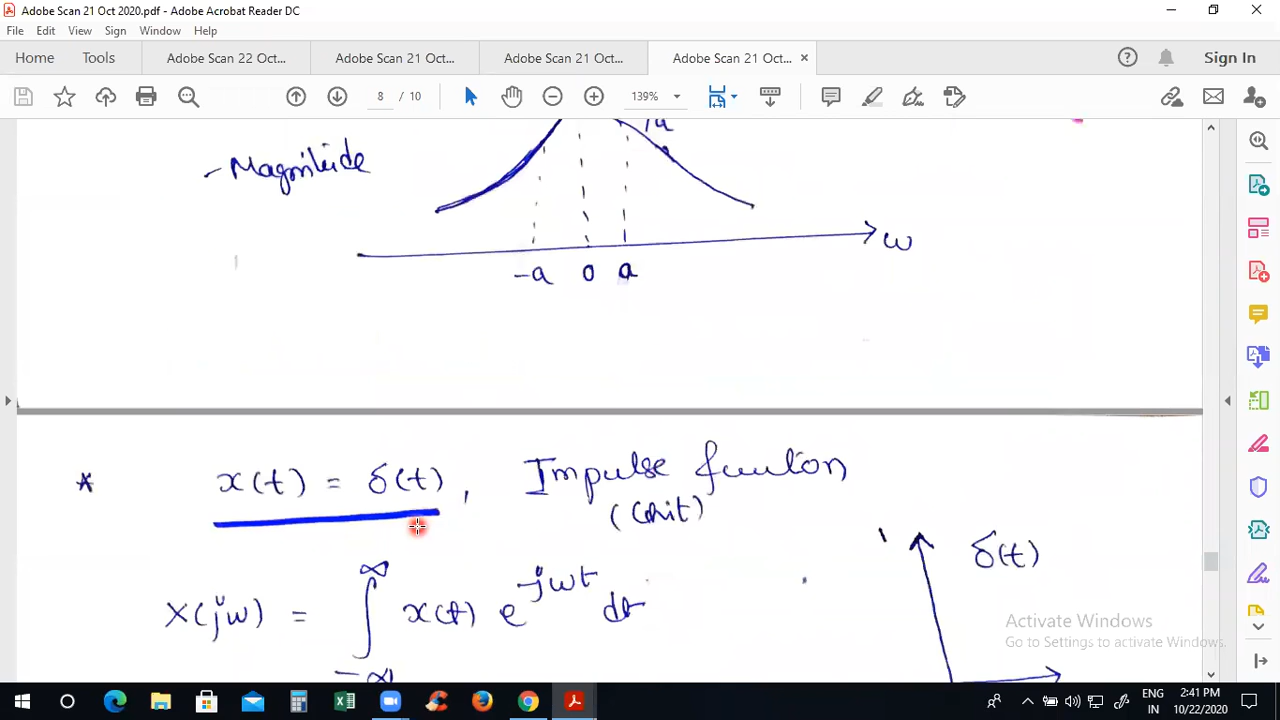 Adobe Scan 21 Oct 2020.pdf - Adobe Acrobat Reader DC
File Edit View Sign Window Help
Home Tools Adobe Scan 22 Oct... Adobe Scan 21 Oct... Adobe Scan 21 Oct... Adobe Scan 21 Oct... × Sign In
8 / 10 139%
- Magnitude
ω
-a 0 a
* x(t) = δ(t), Impulse function
(Unit)
δ(t)
X(jω) = ∫ x(t) e^-jωt dt
∞
-∞
Activate Windows
Go to Settings to activate Windows.
ENG
IN
2:41 PM
10/22/2020